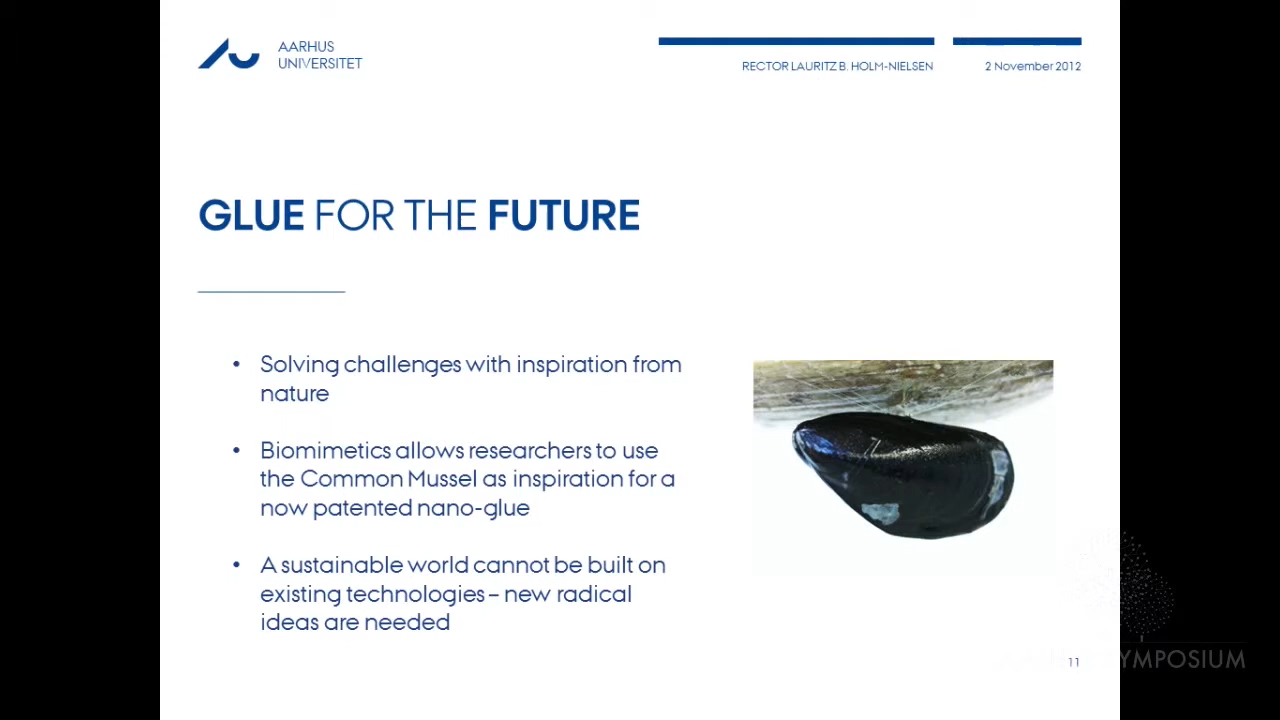 AARHUS
UNIVERSITET
RECTOR LAURITZ B. HOLM-NIELSEN
2 November 2012
GLUE FOR THE FUTURE
• Solving challenges with inspiration from
nature
• Biomimetics allows researchers to use
the Common Mussel as inspiration for a
now patented nano-glue
• A sustainable world cannot be built on
existing technologies – new radical
ideas are needed
11